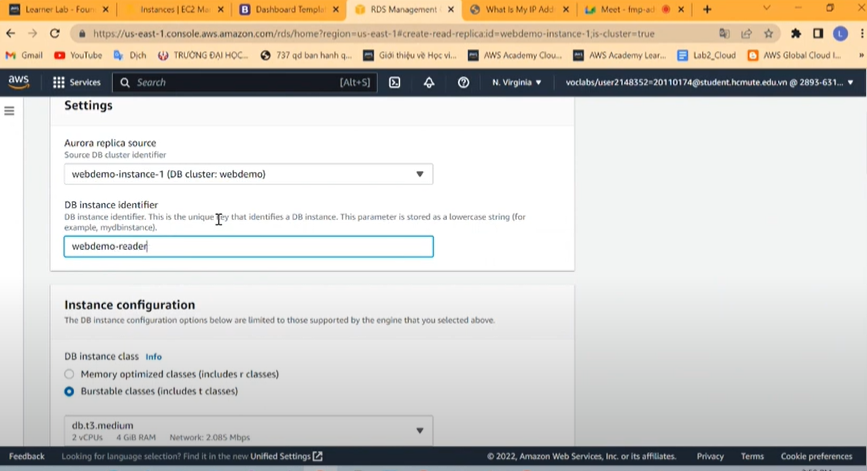 Learner Lab - Foun
Instances | EC2 Ma
Dashboard Templat
RDS Management
What Is My IP Add
Meet - Imp-
https://us-east-1.console.aws.amazon.com/rds/home?region=us-east-1#create-read-replica:id=webdemo-instance-1;is-cluster=true
Gmail
YouTube
Dịch
TRƯỜNG ĐẠI HỌC...
737 qd ban hanh q...
Giới thiệu về Học vi...
AWS Academy Clou...
AWS Academy Lear...
Lab2_Cloud
AWS Global Cloud I...
aws
Services
Search
[Alt+S]
N. Virginia
voclabs/user2148352=20110174@student.hcmute.edu.vn @ 2893-631...
Settings
Aurora replica source
Source DB cluster identifier
webdemo-instance-1 (DB cluster: webdemo)
DB instance identifier
DB instance identifier. This is the unique key that identifies a DB instance. This parameter is stored as a lowercase string (for
example, mydbinstance).
webdemo-reader
Instance configuration
The DB instance configuration options below are limited to those supported by the engine that you selected above.
DB instance class Info
Memory optimized classes (includes r classes)
Burstable classes (includes t classes)
db.t3.medium
2 vCPUs 4 GiB RAM Network: 2.085 Mbps
Feedback
Looking for language selection? Find it in the new Unified Settings
© 2022, Amazon Web Services, Inc. or its affiliates.
Privacy
Terms
Cookie preferences